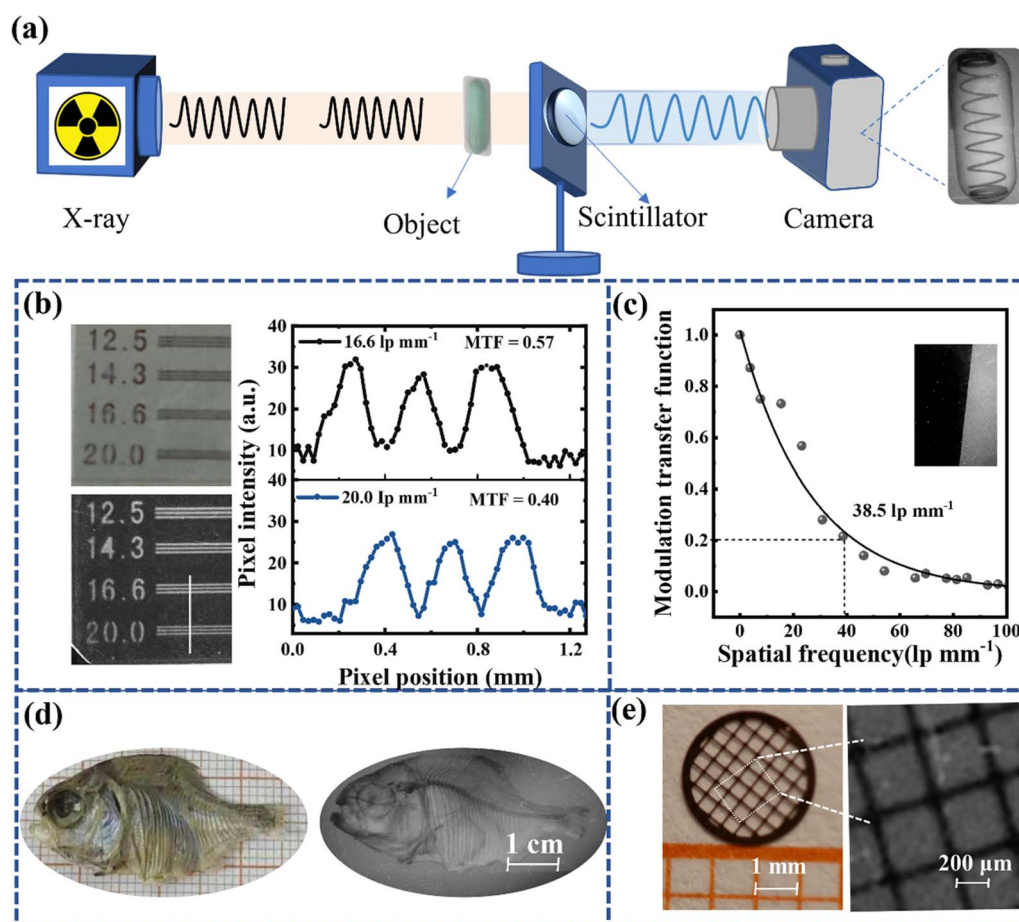 (a)
X-ray
Object
Scintillator
Camera
(b)
12.5
14.3
16.6
20.0
12.5
14.3
16.6
20.0
Pixel intensity (a.u.)
40
30
20
10
30
20
10
16.6 lp mm⁻¹ MTF = 0.57
20.0 lp mm⁻¹ MTF = 0.40
0.0 0.4 0.8 1.2
Pixel position (mm)
(c)
Modulation transfer function
1.0
0.8
0.6
0.4
0.2
0.0
38.5 lp mm⁻¹
0 20 40 60 80 100
Spatial frequency(lp mm⁻¹)
(d)
1 cm
(e)
1 mm
200 μm